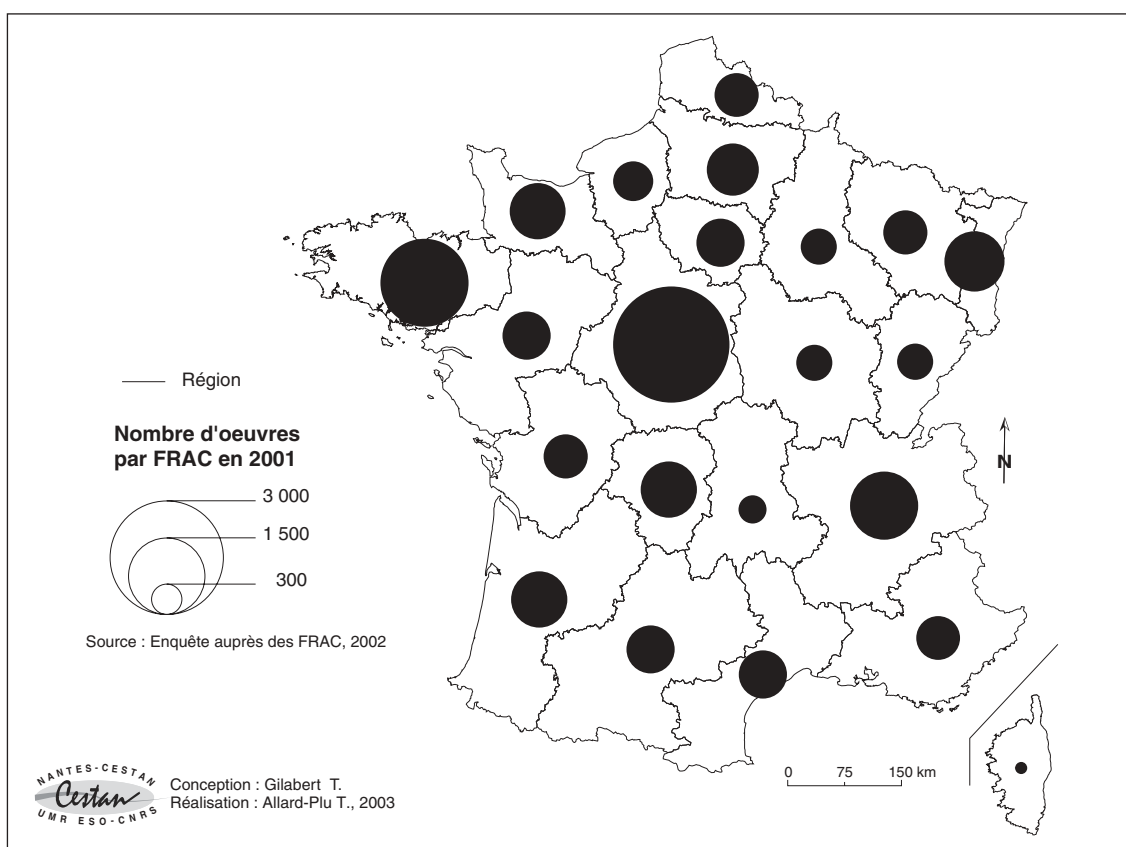 Région
Nombre d'oeuvres
par FRAC en 2001
3 000
1 500
300
Source : Enquête auprès des FRAC, 2002
N
0 75 150 km
NANTES-CESTAN
Cestan
UMR ESO-CNRS
Conception : Gilabert T.
Réalisation : Allard-Plu T., 2003